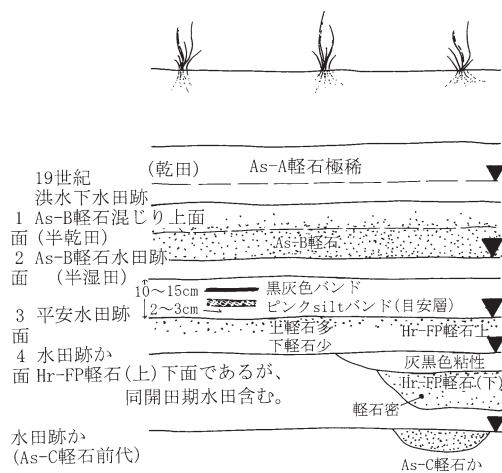 (乾田)
As-A軽石極稀
19世紀
洪水下水田跡
1 As-B軽石混じり上面
面 (半乾田)
As-B軽石
2 As-B軽石水田跡
面 (半湿田)
10～15cm
黒灰色バンド
2～3cm
ピンクsiltバンド(目安層)
3 平安水田跡
面
上軽石多
Hr-FP軽石上
下軽石少
4 水田跡か
面 Hr-FP軽石(上)下面であるが、
同開田期水田含む。
灰黒色粘性
Hr-FP軽石(下)
軽石密
水田跡か
(As-C軽石前代)
As-C軽石か